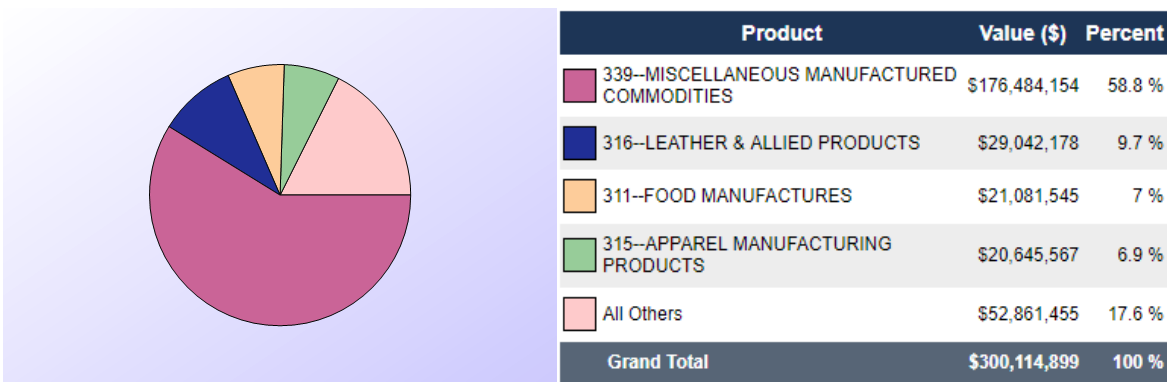 Product Value ($) Percent
339--MISCELLANEOUS MANUFACTURED
COMMODITIES $176,484,154 58.8 %
316--LEATHER & ALLIED PRODUCTS $29,042,178 9.7 %
311--FOOD MANUFACTURES $21,081,545 7 %
315--APPAREL MANUFACTURING
PRODUCTS $20,645,567 6.9 %
All Others $52,861,455 17.6 %
Grand Total $300,114,899 100 %